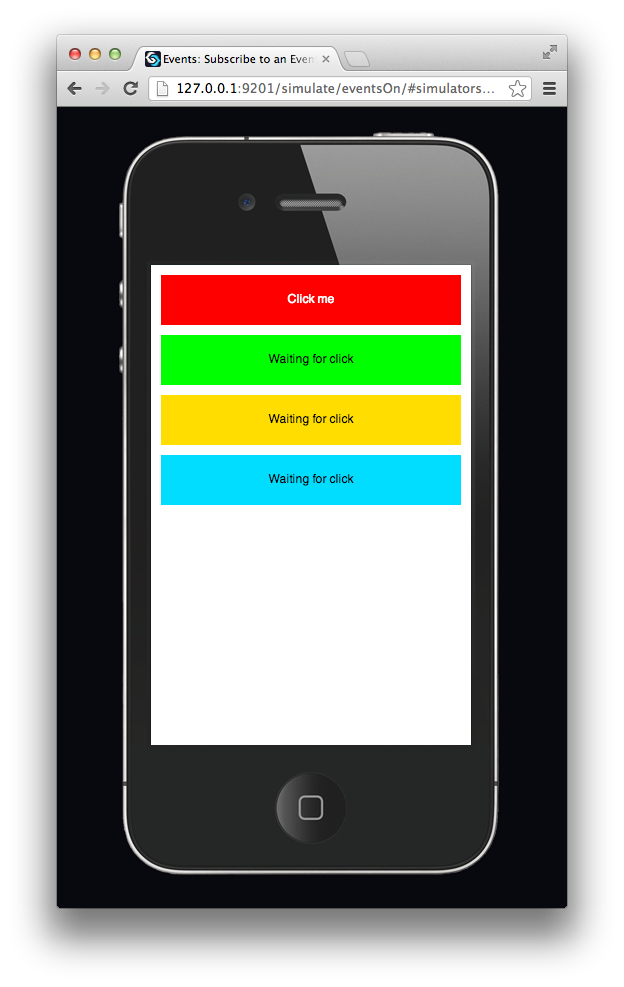 Events: Subscribe to an Even
127.0.0.1:9201/simulate/eventsOn/#simulators...
Click me
Waiting for click
Waiting for click
Waiting for click